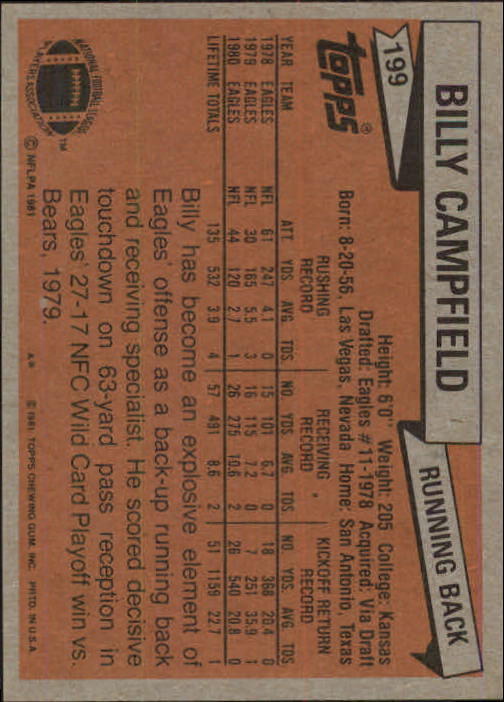 199
BILLY CAMPFIELD
RUNNING BACK
topps®
Height: 6'0" Weight: 205 College: Kansas
Drafted: Eagles #11-1978 Acquired: Via Draft
Born: 8-20-56, Las Vegas, Nevada Home: San Antonio, Texas
RUSHING RECORD RECEIVING RECORD KICKOFF RETURN RECORD
YEAR TEAM ATT. YDS. AVG. TDS. NO. YDS. AVG. TDS. NO. YDS. AVG. TDS.
1978 EAGLES NFL 61 247 4.1 0 15 101 6.7 0 18 368 20.4 0
1979 EAGLES NFL 30 165 5.5 3 16 115 7.2 0 7 251 35.9 1
1980 EAGLES NFL 44 120 2.7 1 26 275 10.6 2 26 540 20.8 0
LIFETIME TOTALS 135 532 3.9 4 57 491 8.6 2 51 1159 22.7 1
Billy has become an explosive element of
Eagles' offense as a back-up running back
and receiving specialist. He scored decisive
touchdown on 63-yard pass reception in
Eagles' 27-17 NFC Wild Card Playoff win vs.
Bears, 1979.
NATIONAL FOOTBALL LEAGUE
PLAYERS ASSOCIATION
TM
© NFLPA 1981
A.P. © 1981 TOPPS CHEWING GUM, INC. PRTD. IN U.S.A.